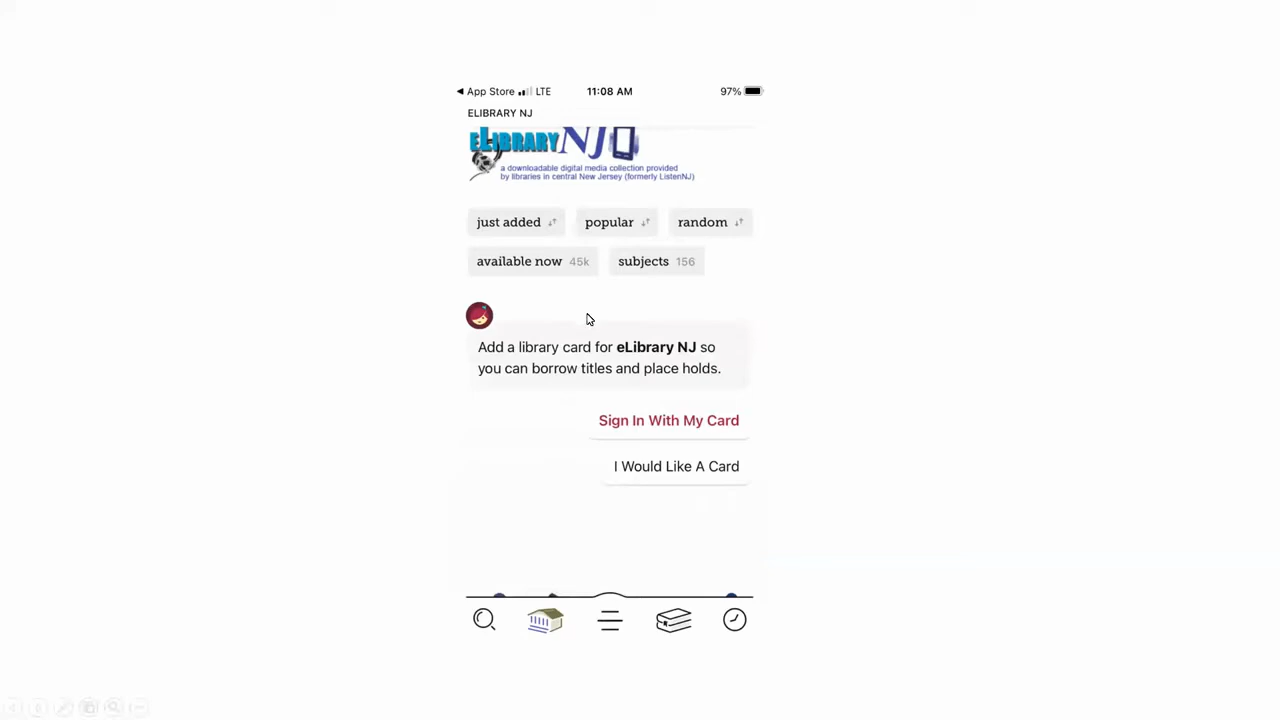 App Store LTE 11:08 AM 97%
ELIBRARY NJ
eLIBRARYNJ
a downloadable digital media collection provided
by libraries in central New Jersey (formerly ListenNJ)
just added popular random
available now 45k subjects 156
Add a library card for eLibrary NJ so
you can borrow titles and place holds.
Sign In With My Card
I Would Like A Card